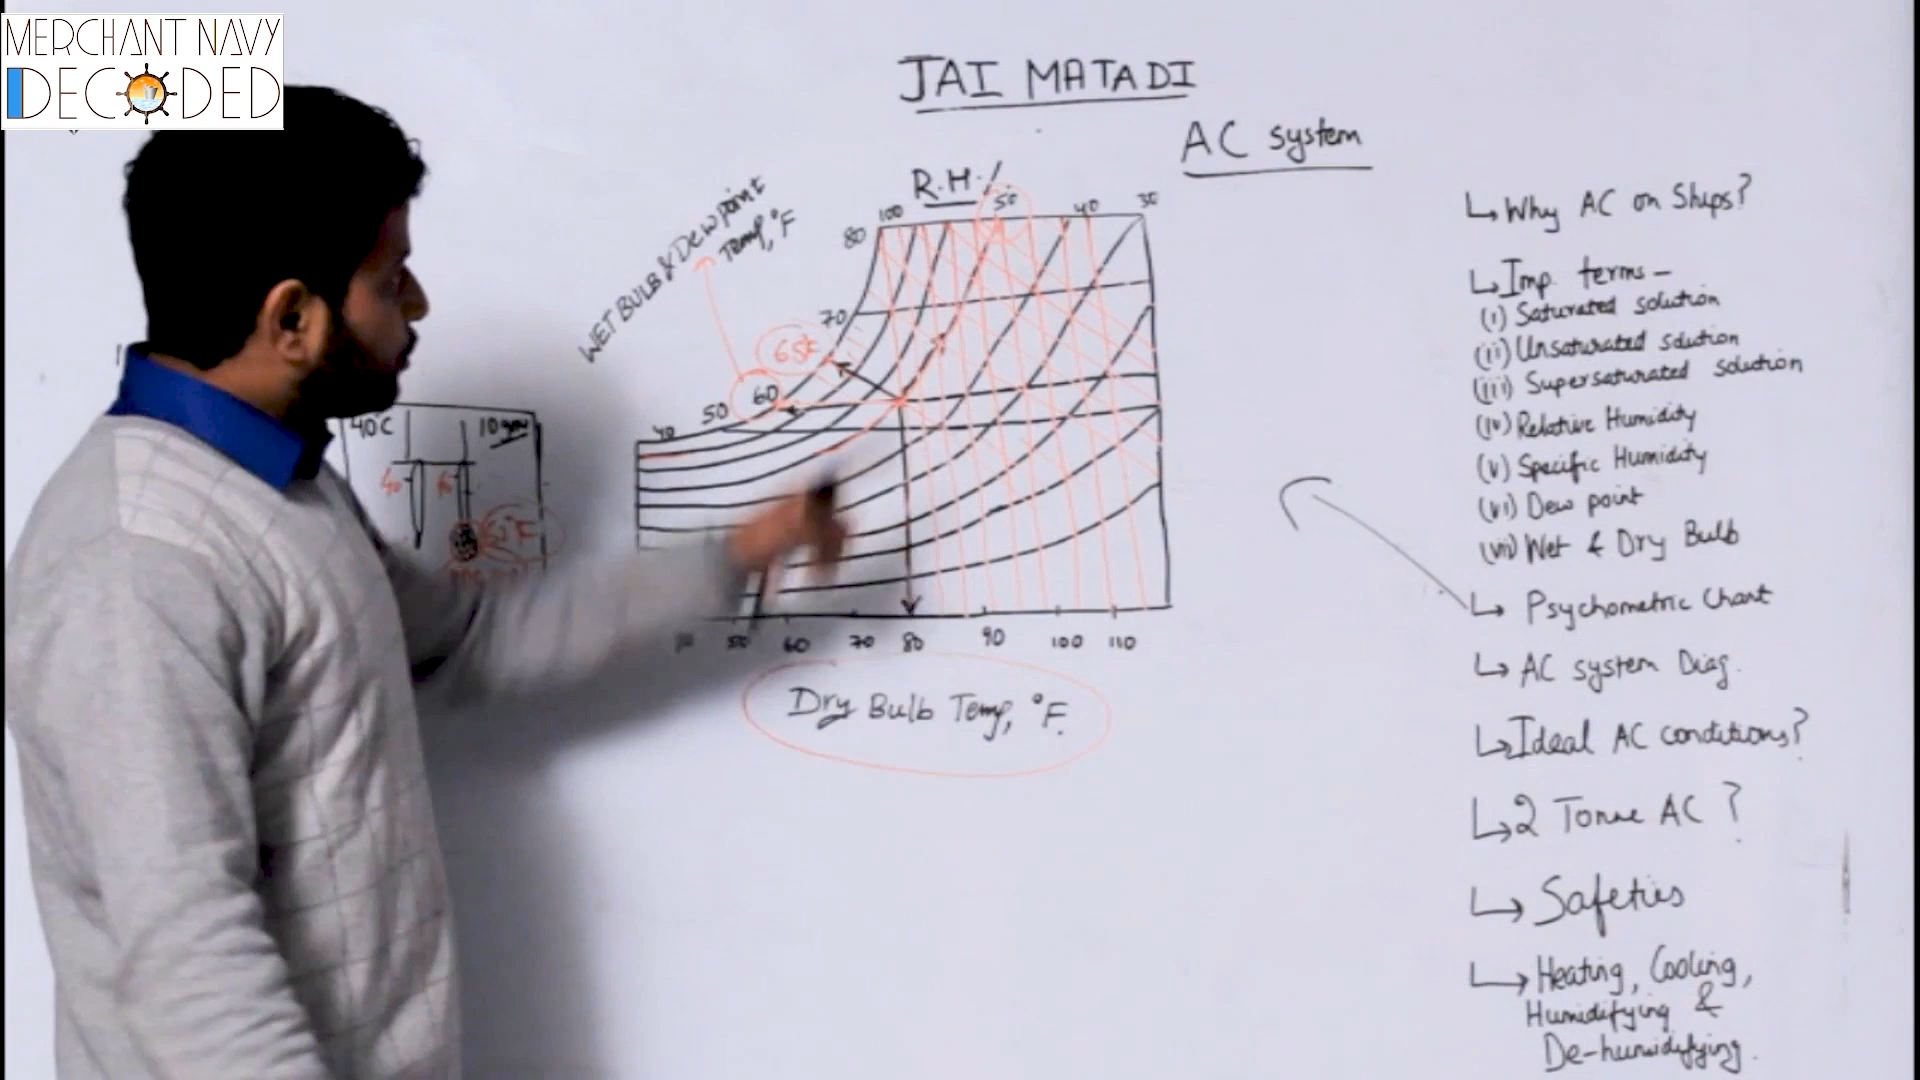 MERCHANT NAVY
DECODED
JAI MATADI
AC system
R.H.
WET BULB & Dew point
Temp, °F
100
50
40
30
80
70
65°F
60
50
40
40C
10 gm
50
60
70
80
90
100
110
Dry Bulb Temp, °F.
Why AC on Ships?
Imp. terms -
(i) Saturated solution
(ii) Unsaturated solution
(iii) Supersaturated solution
(iv) Relative Humidity
(v) Specific Humidity
(vi) Dew point
(vii) Wet & Dry Bulb
Psychometric Chart
AC system Diag.
Ideal AC conditions?
2 Tonne AC ?
Safeties
Heating, Cooling,
Humidifying &
De-humidifying.